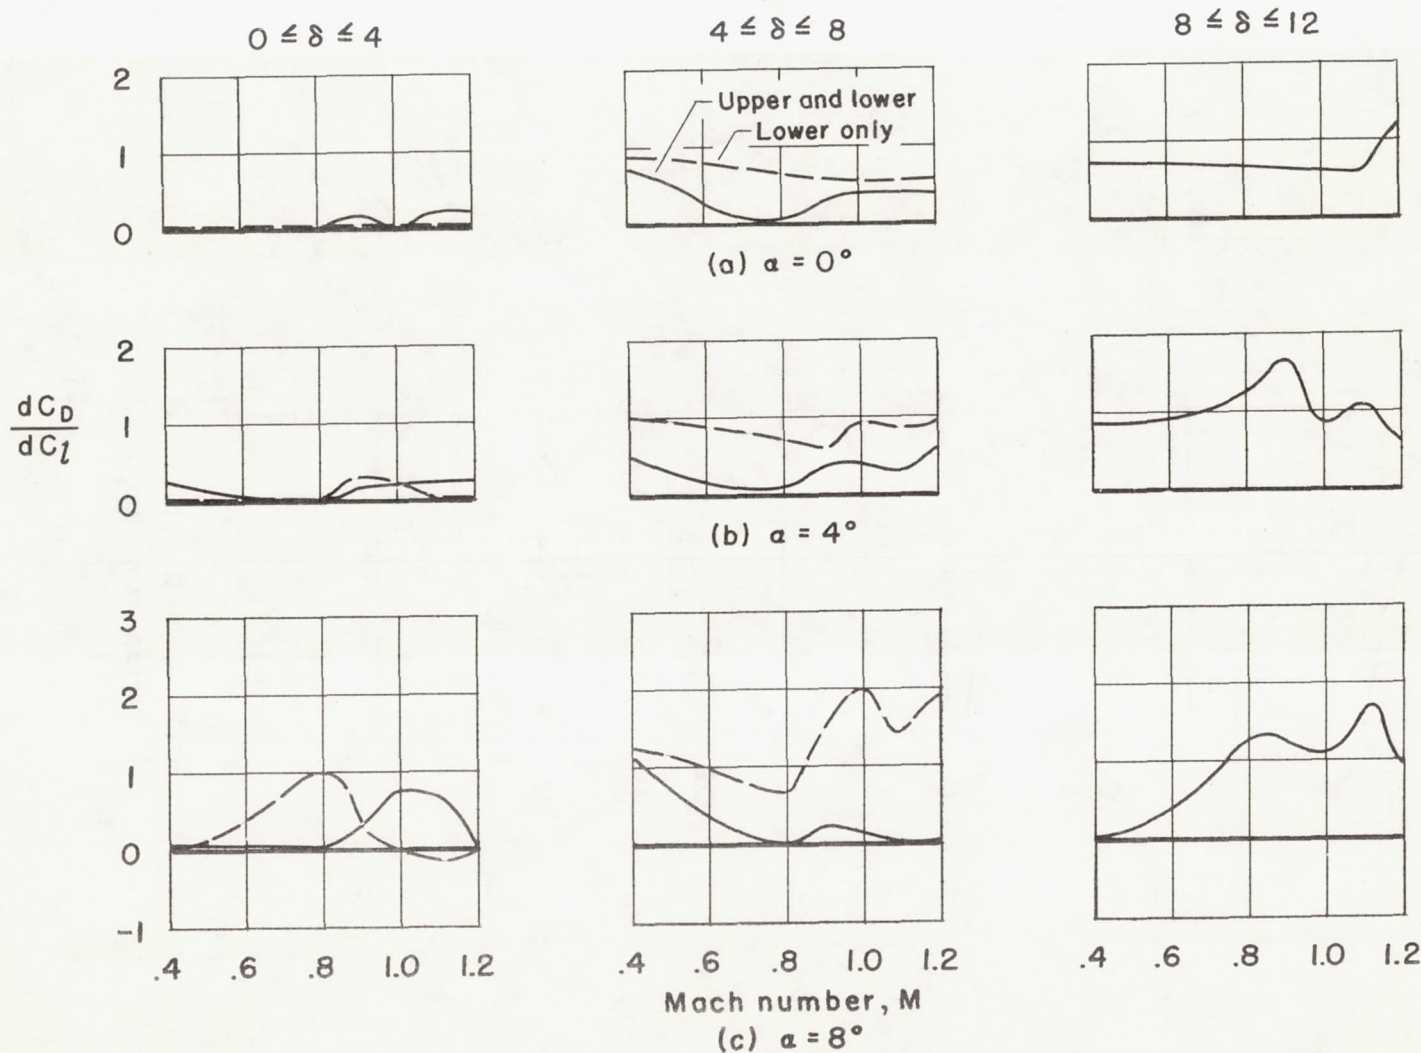 0 ≤ δ ≤ 4
4 ≤ δ ≤ 8
8 ≤ δ ≤ 12
2
1
0
Upper and lower
Lower only
(a) α = 0°
2
1
0
dC_D
dC_l
(b) α = 4°
3
2
1
0
-1
.4 .6 .8 1.0 1.2
.4 .6 .8 1.0 1.2
.4 .6 .8 1.0 1.2
Mach number, M
(c) α = 8°